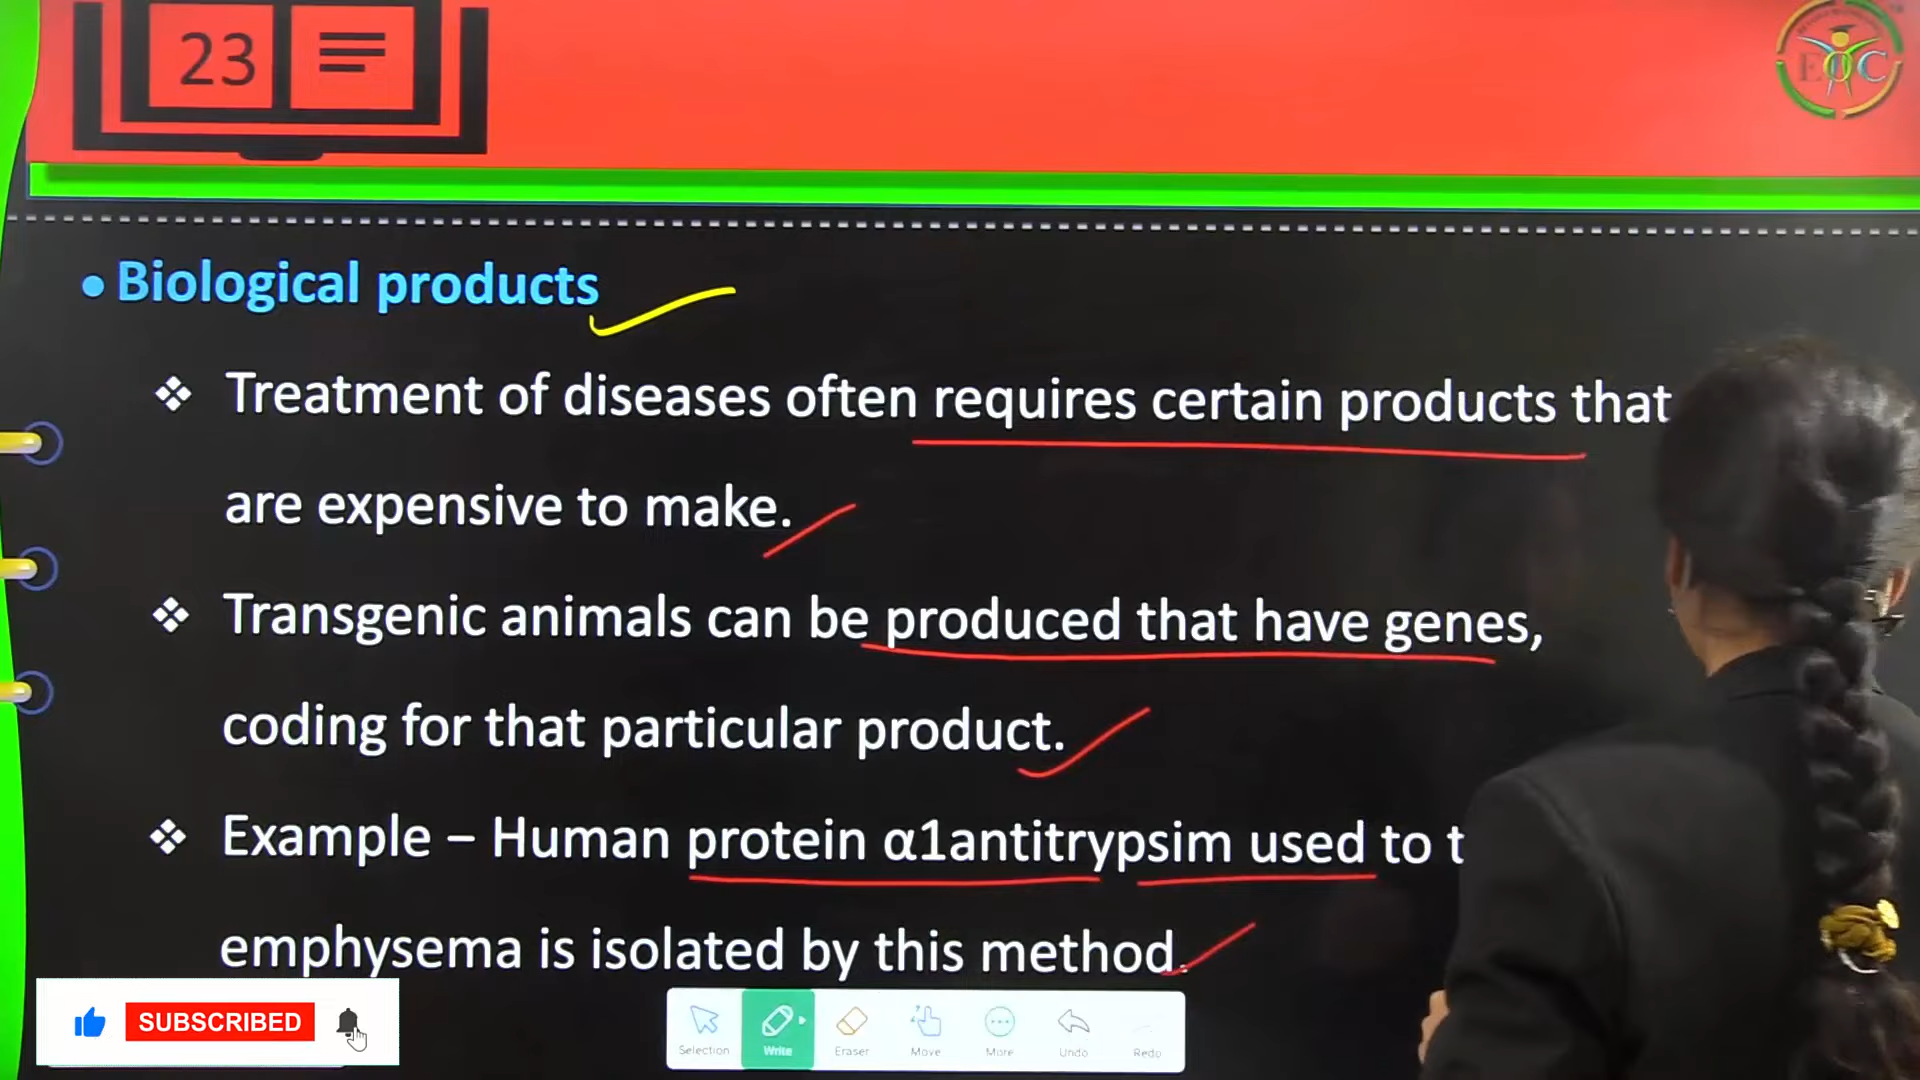 23
EOC
• Biological products
❖ Treatment of diseases often requires certain products that
are expensive to make.
❖ Transgenic animals can be produced that have genes,
coding for that particular product.
❖ Example – Human protein α1antitrypsim used to t
emphysema is isolated by this method.
SUBSCRIBED
Selection Write Eraser Move More Undo Redo